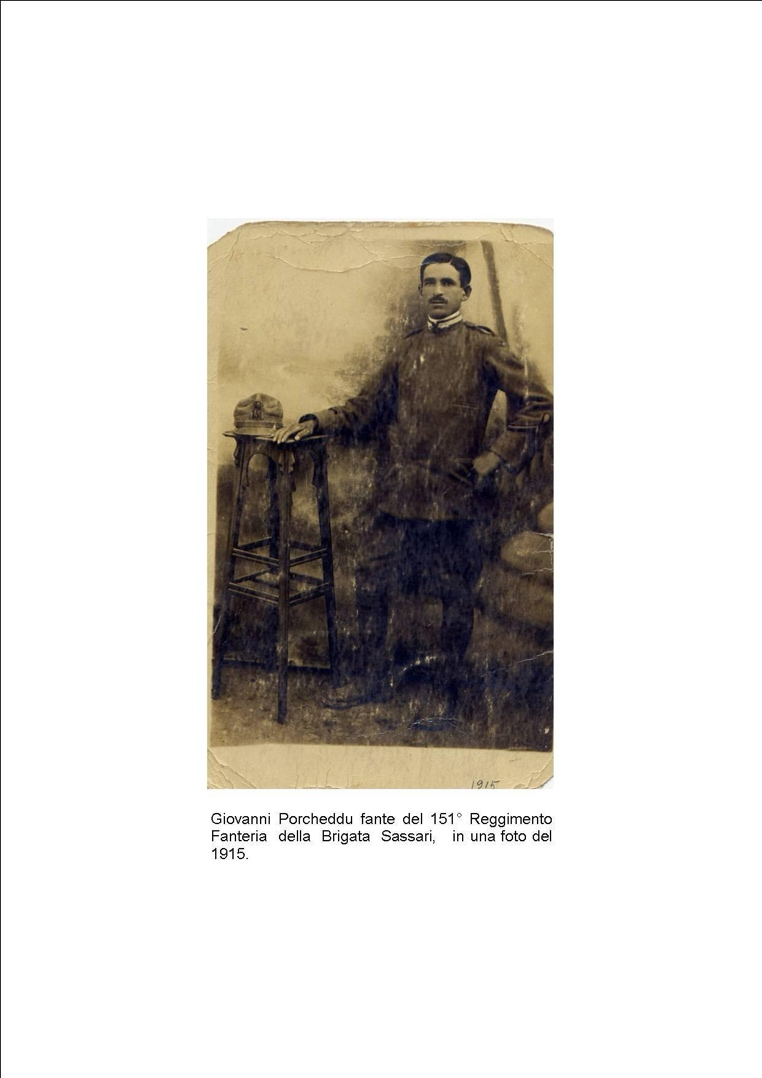 1915
Giovanni Porcheddu fante del 151° Reggimento
Fanteria della Brigata Sassari, in una foto del
1915.